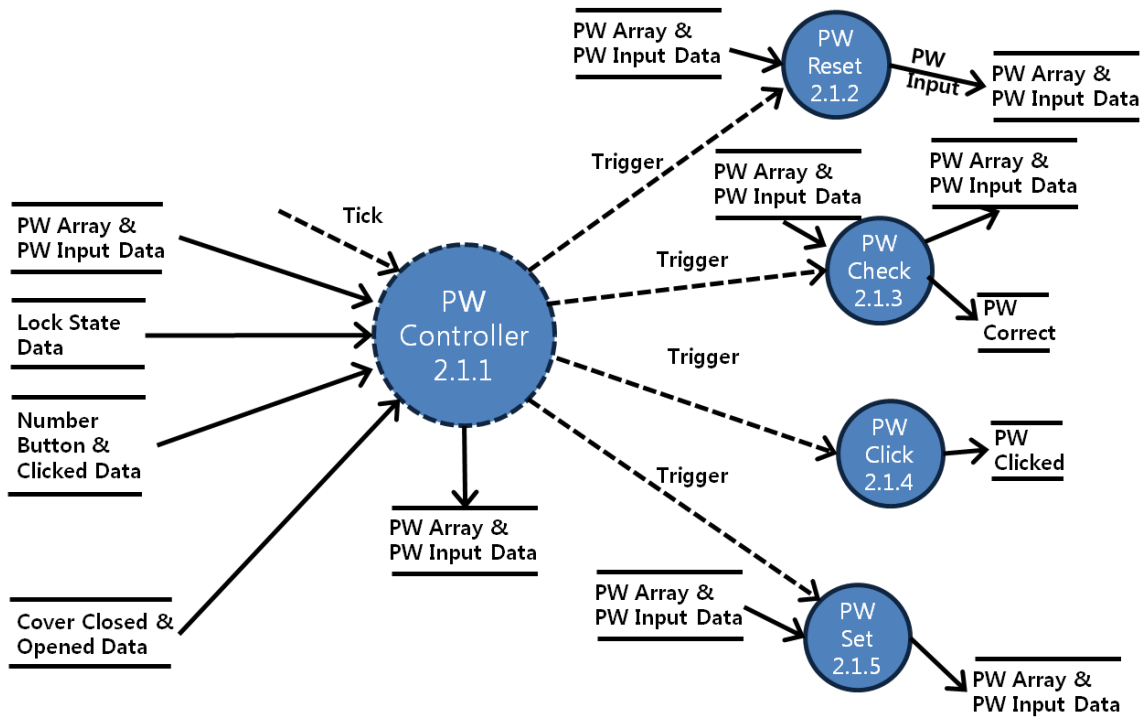 PW Array &
PW Input Data
PW
Reset
2.1.2
PW
Input
PW Array &
PW Input Data
Trigger
PW Array &
PW Input Data
PW Array &
PW Input Data
PW Array &
PW Input Data
Tick
Trigger
PW
Check
2.1.3
PW
Controller
2.1.1
Lock State
Data
PW
Correct
Trigger
Number
Button &
Clicked Data
PW
Click
2.1.4
PW
Clicked
Trigger
PW Array &
PW Input Data
Cover Closed &
Opened Data
PW Array &
PW Input Data
PW
Set
2.1.5
PW Array &
PW Input Data